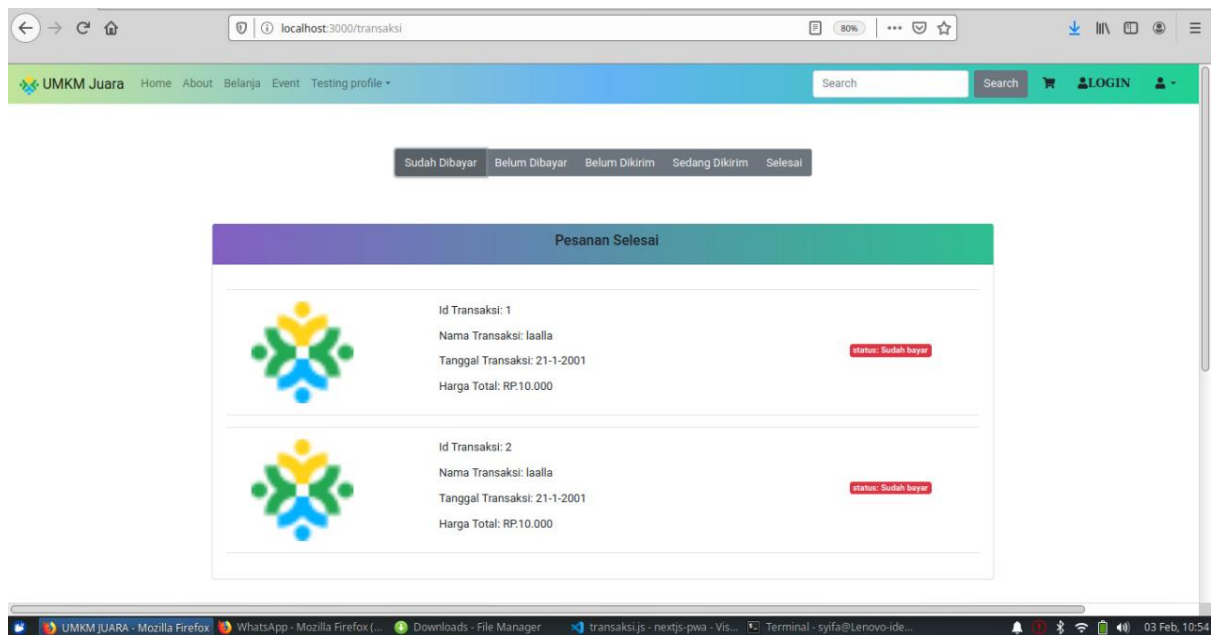 localhost:3000/transaksi
80%
UMKM Juara Home About Belanja Event Testing profile Search Search LOGIN
Sudah Dibayar Belum Dibayar Belum Dikirim Sedang Dikirim Selesai
Pesanan Selesai
Id Transaksi: 1
Nama Transaksi: laalla
Tanggal Transaksi: 21-1-2001
Harga Total: RP.10.000
status: Sudah bayar
Id Transaksi: 2
Nama Transaksi: laalla
Tanggal Transaksi: 21-1-2001
Harga Total: RP.10.000
status: Sudah bayar
UMKM JUARA - Mozilla Firefox WhatsApp - Mozilla Firefox (... Downloads - File Manager transaksi.js - nextjs-pwa - Vis... Terminal - syifa@Lenovo-ide... 03 Feb, 10:54